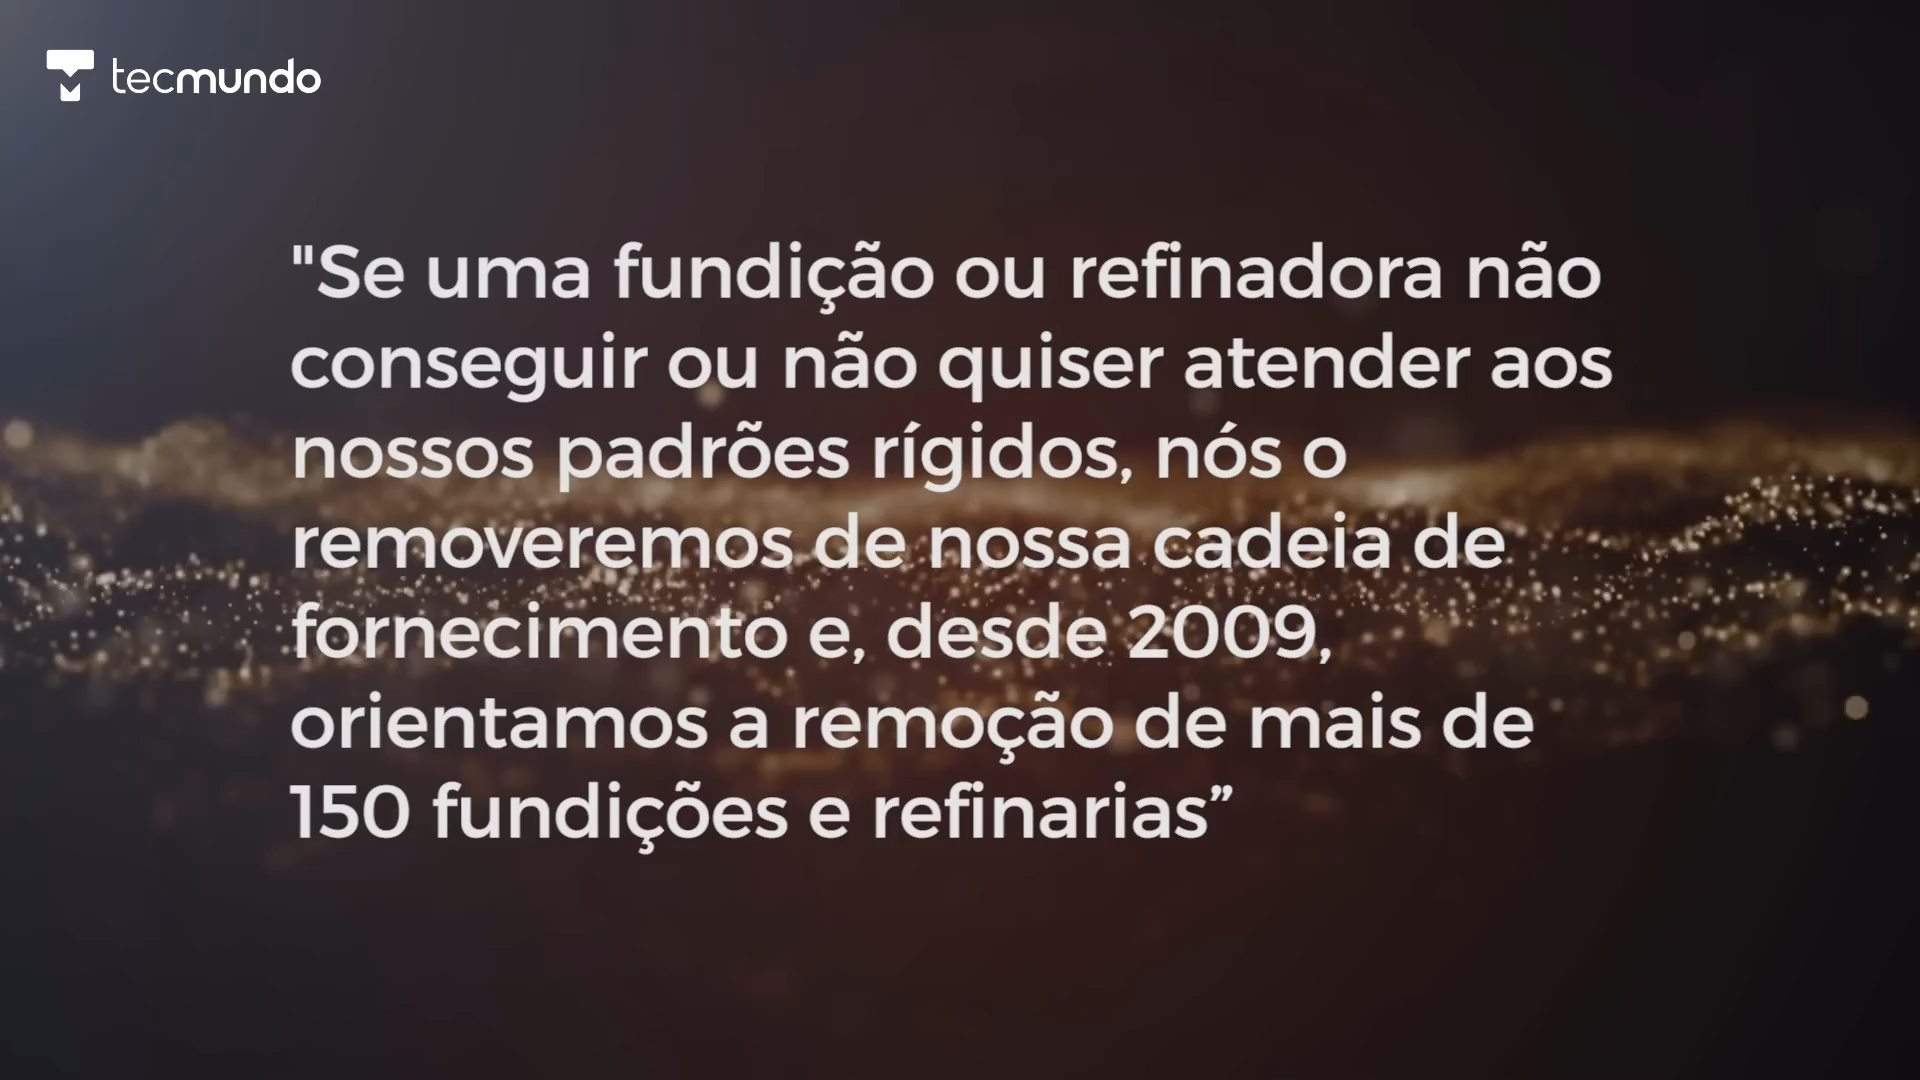 tecmundo
"Se uma fundição ou refinadora não
conseguir ou não quiser atender aos
nossos padrões rígidos, nós o
removeremos de nossa cadeia de
fornecimento e, desde 2009,
orientamos a remoção de mais de
150 fundições e refinarias”